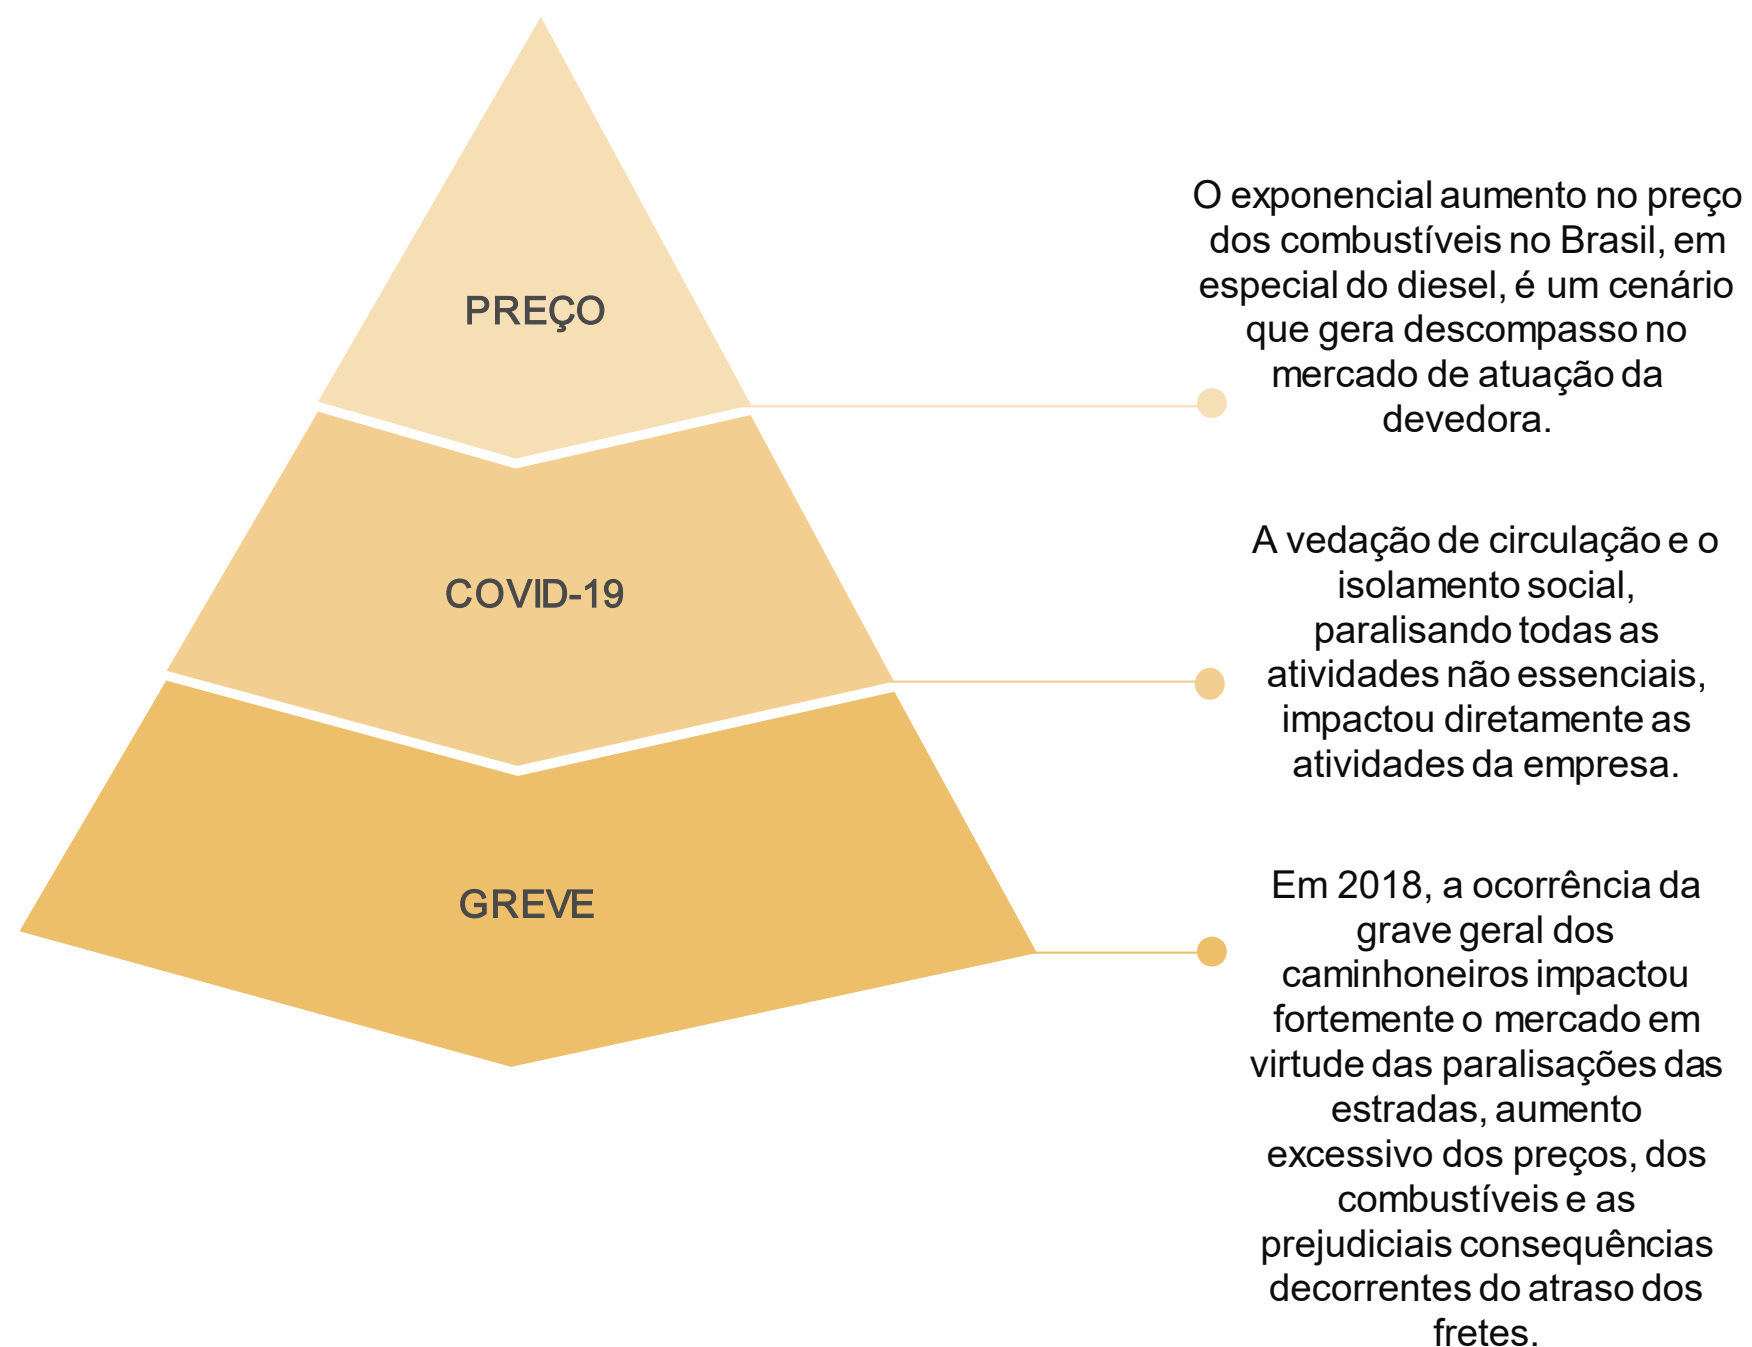 PREÇO
O exponencial aumento no preço
dos combustíveis no Brasil, em
especial do diesel, é um cenário
que gera descompasso no
mercado de atuação da
devedora.
COVID-19
A vedação de circulação e o
isolamento social,
paralisando todas as
atividades não essenciais,
impactou diretamente as
atividades da empresa.
GREVE
Em 2018, a ocorrência da
grave geral dos
caminhoneiros impactou
fortemente o mercado em
virtude das paralisações das
estradas, aumento
excessivo dos preços, dos
combustíveis e as
prejudiciais consequências
decorrentes do atraso dos
fretes.